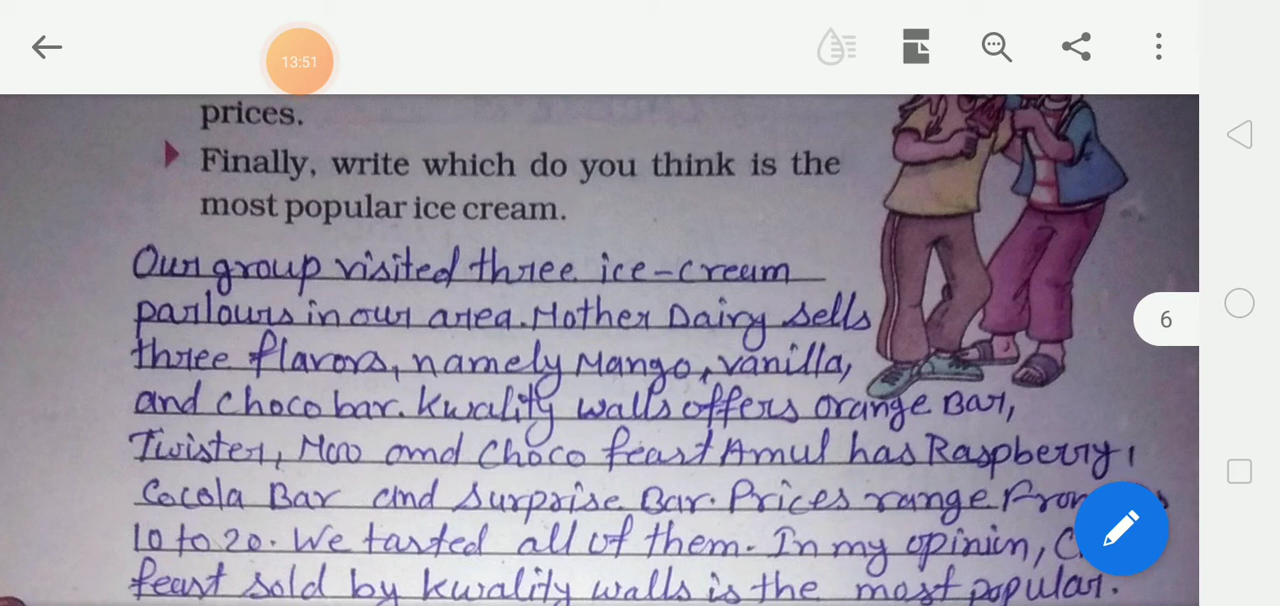 13:51
prices.
Finally, write which do you think is the
most popular ice cream.
Our group visited three ice-cream
parlours in our area. Mother Dairy sells
6
three flavors, namely Mango, vanilla,
and choco bar. kwality walls offers orange Bar,
Twister, Moo and Choco feast Amul has Raspberry,
Cocola Bar and Surprise Bar. Prices range
10 to 20. We tasted all of them. In my opinion,
feast sold by kwality walls is the most popular.